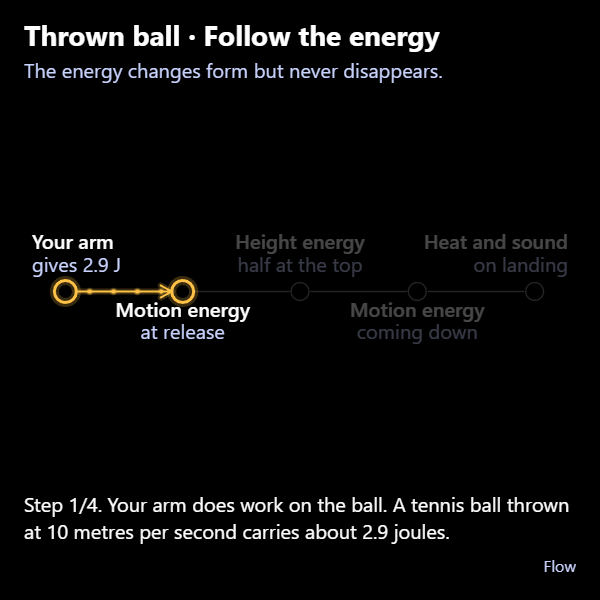 Thrown ball · Follow the energy
The energy changes form but never disappears.
Your arm
gives 2.9 J
Height energy
half at the top
Heat and sound
on landing
Motion energy
at release
Motion energy
coming down
Step 1/4. Your arm does work on the ball. A tennis ball thrown
at 10 metres per second carries about 2.9 joules.
Flow